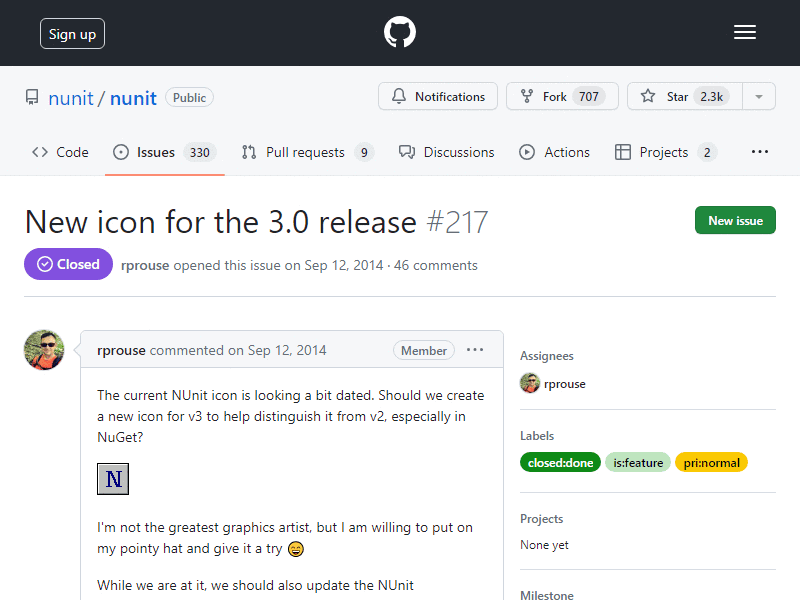 Sign up
nunit / nunit Public
Notifications
Fork 707
Star 2.3k
Code
Issues 330
Pull requests 9
Discussions
Actions
Projects 2
New icon for the 3.0 release #217
New issue
Closed
rprouse opened this issue on Sep 12, 2014 · 46 comments
rprouse commented on Sep 12, 2014
Member
The current NUnit icon is looking a bit dated. Should we create
a new icon for v3 to help distinguish it from v2, especially in
NuGet?
N
I'm not the greatest graphics artist, but I am willing to put on
my pointy hat and give it a try 😄
While we are at it, we should also update the NUnit
Assignees
rprouse
Labels
closed:done is:feature pri:normal
Projects
None yet
Milestone